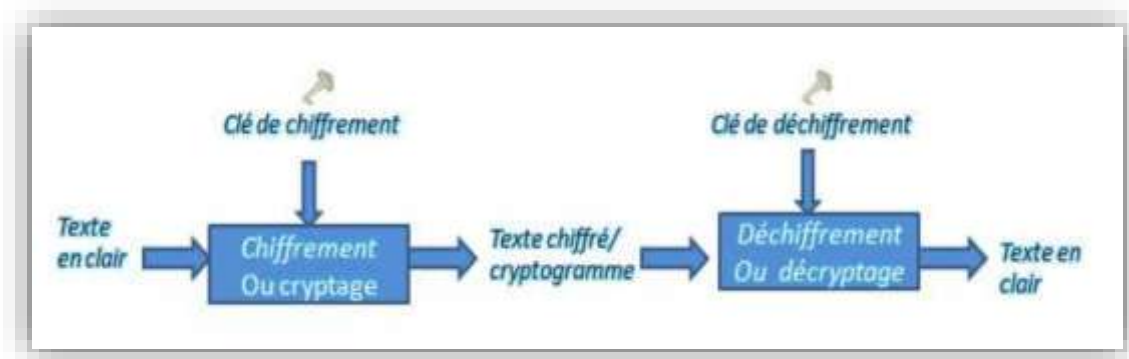 Clé de chiffrement
Clé de déchiffrement
Texte
en clair
Chiffrement
Ou cryptage
Texte chiffré/
cryptogramme
Déchiffrement
Ou décryptage
Texte en
clair